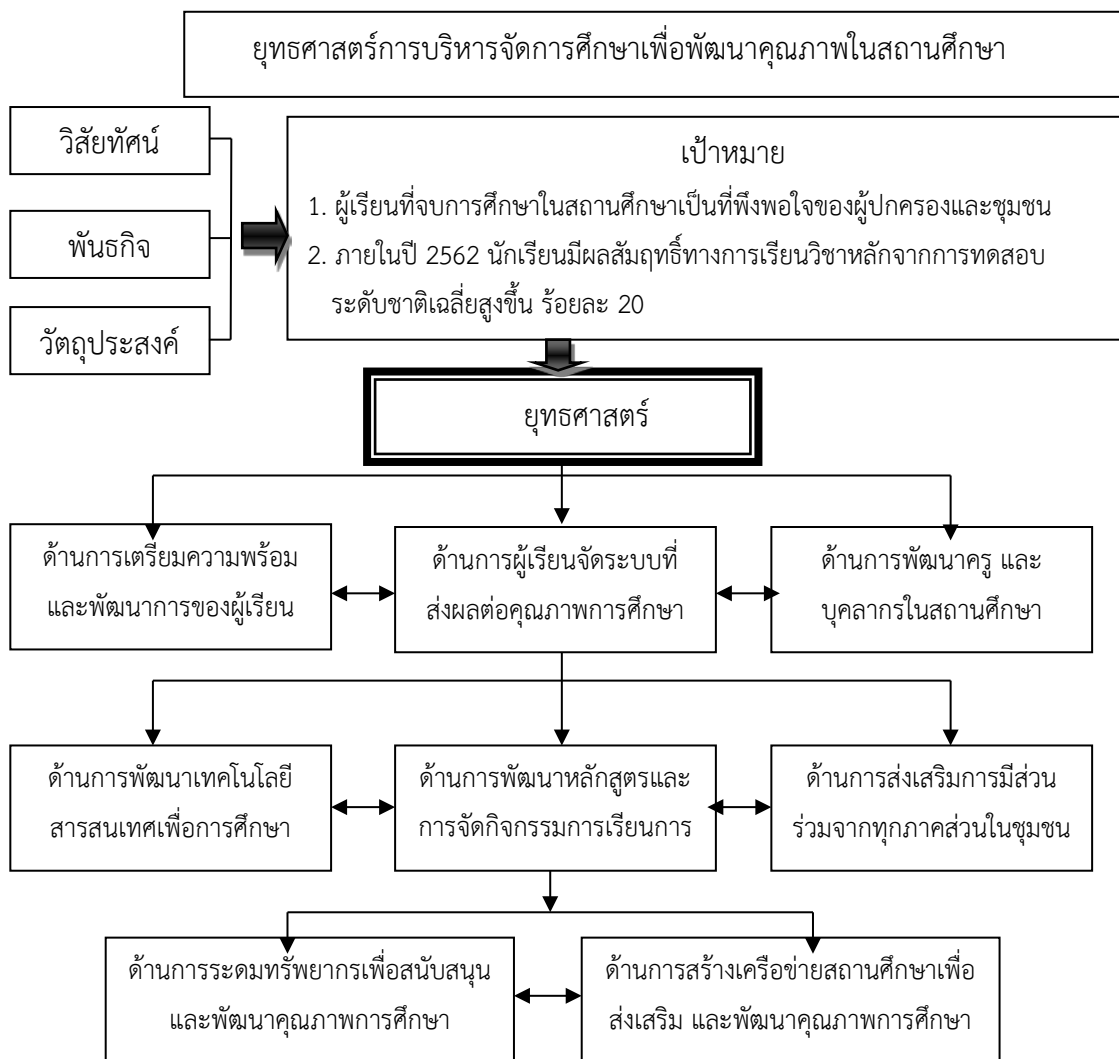 ยุทธศาสตร์การบริหารจัดการศึกษาเพื่อพัฒนาคุณภาพในสถานศึกษา
วิสัยทัศน์
พันธกิจ
วัตถุประสงค์
เป้าหมาย
1. ผู้เรียนที่จบการศึกษาในสถานศึกษาเป็นที่พึงพอใจของผู้ปกครองและชุมชน
2. ภายในปี 2562 นักเรียนมีผลสัมฤทธิ์ทางการเรียนวิชาหลักจากการทดสอบ
ระดับชาติเฉลี่ยสูงขึ้น ร้อยละ 20
ยุทธศาสตร์
ด้านการเตรียมความพร้อม
และพัฒนาการของผู้เรียน
ด้านการผู้เรียนจัดระบบที่
ส่งผลต่อคุณภาพการศึกษา
ด้านการพัฒนาครู และ
บุคลากรในสถานศึกษา
ด้านการพัฒนาเทคโนโลยี
สารสนเทศเพื่อการศึกษา
ด้านการพัฒนาหลักสูตรและ
การจัดกิจกรรมการเรียนการ
ด้านการส่งเสริมการมีส่วน
ร่วมจากทุกภาคส่วนในชุมชน
ด้านการระดมทรัพยากรเพื่อสนับสนุน
และพัฒนาคุณภาพการศึกษา
ด้านการสร้างเครือข่ายสถานศึกษาเพื่อ
ส่งเสริม และพัฒนาคุณภาพการศึกษา